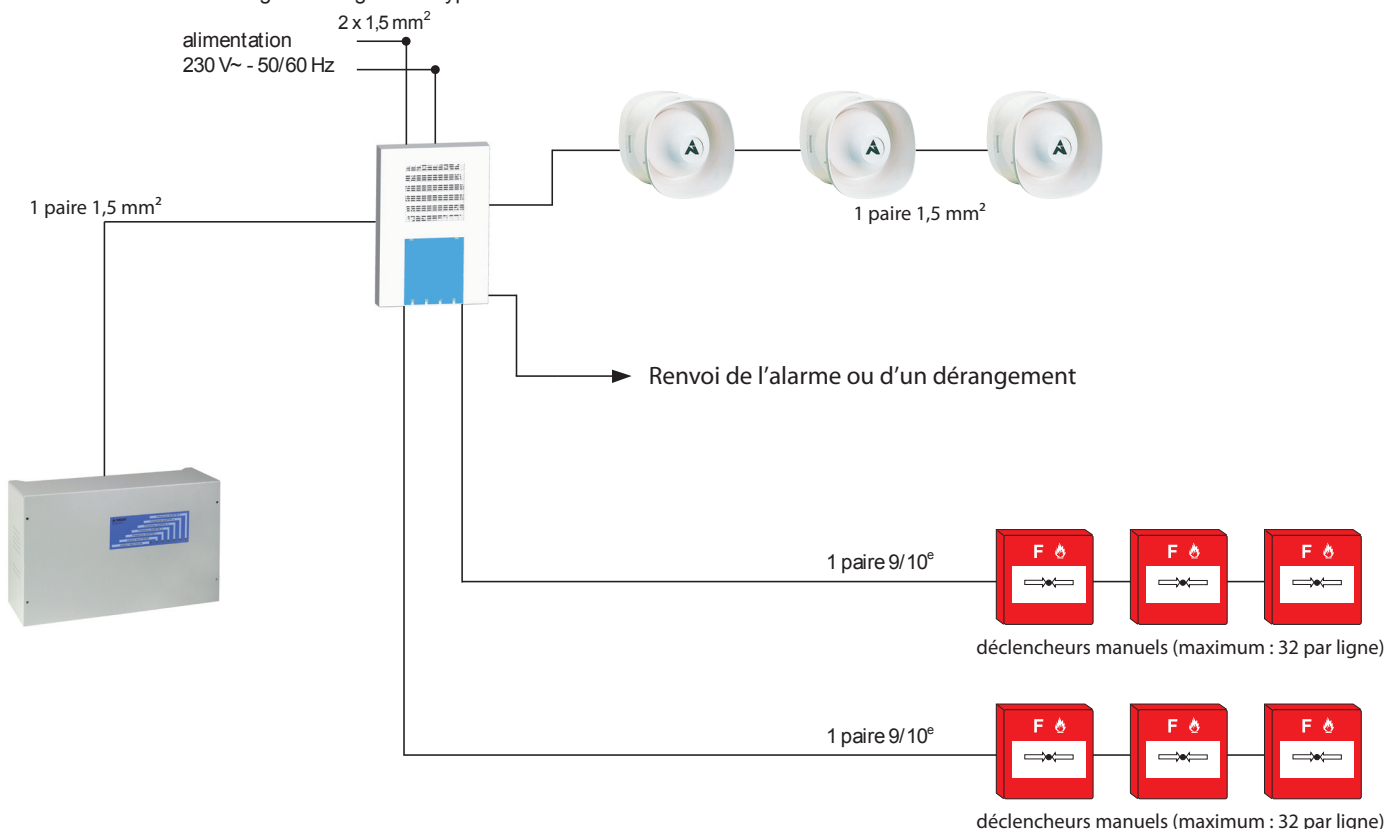 2 x 1,5 mm²
alimentation
230 V~ - 50/60 Hz
1 paire 1,5 mm²
1 paire 1,5 mm²
Renvoi de l'alarme ou d'un dérangement
1 paire 9/10ᵉ
F
F
F
déclencheurs manuels (maximum : 32 par ligne)
1 paire 9/10ᵉ
F
F
F
déclencheurs manuels (maximum : 32 par ligne)